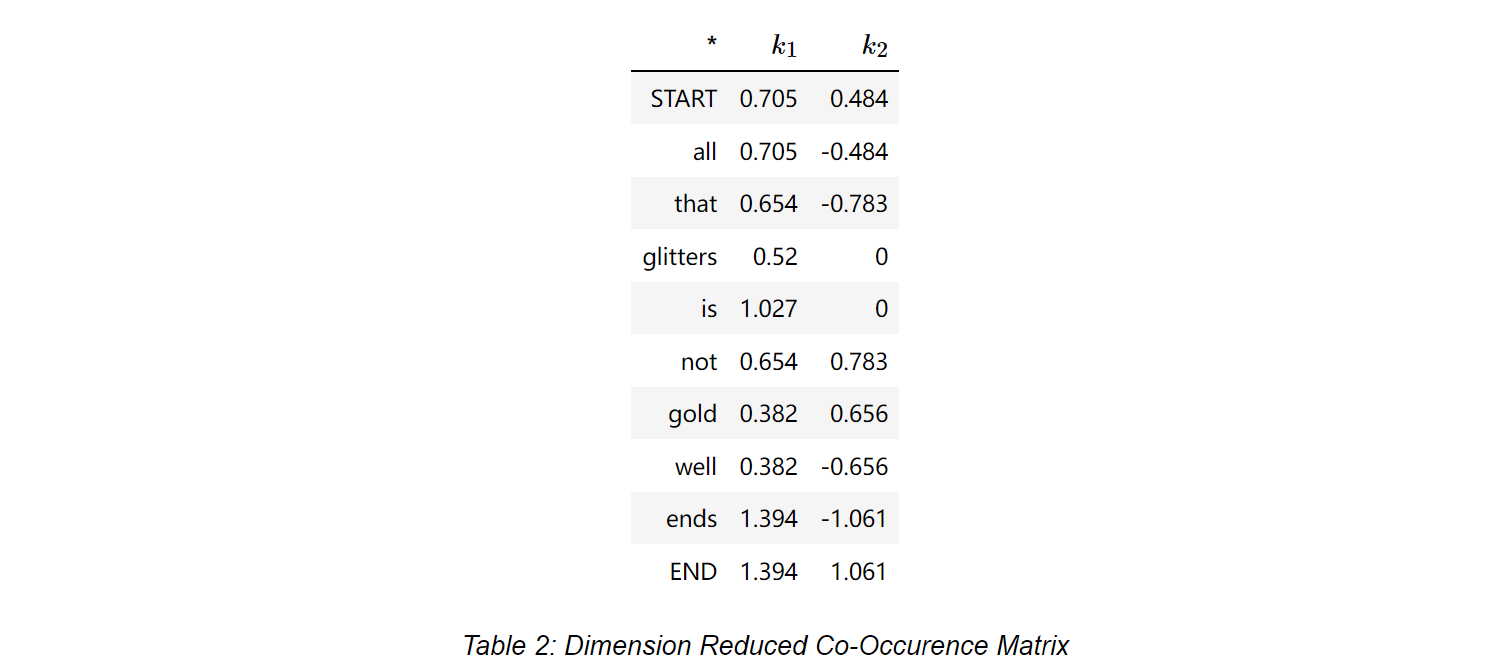 * k1 k2
START 0.705 0.484
all 0.705 -0.484
that 0.654 -0.783
glitters 0.52 0
is 1.027 0
not 0.654 0.783
gold 0.382 0.656
well 0.382 -0.656
ends 1.394 -1.061
END 1.394 1.061
Table 2: Dimension Reduced Co-Occurence Matrix